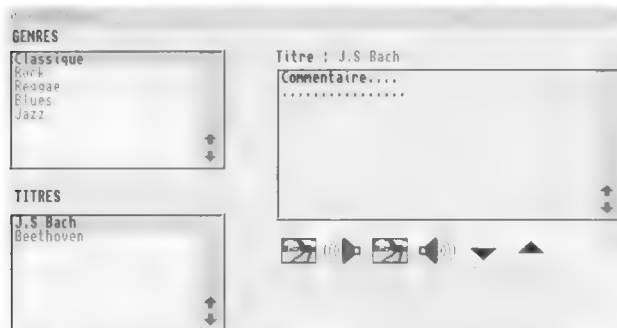 GENRES
Classique
Rock
Reggae
Blues
Jazz
TITRES
J.S Bach
Beethoven
Titre : J.S Bach
Commentaire....
................